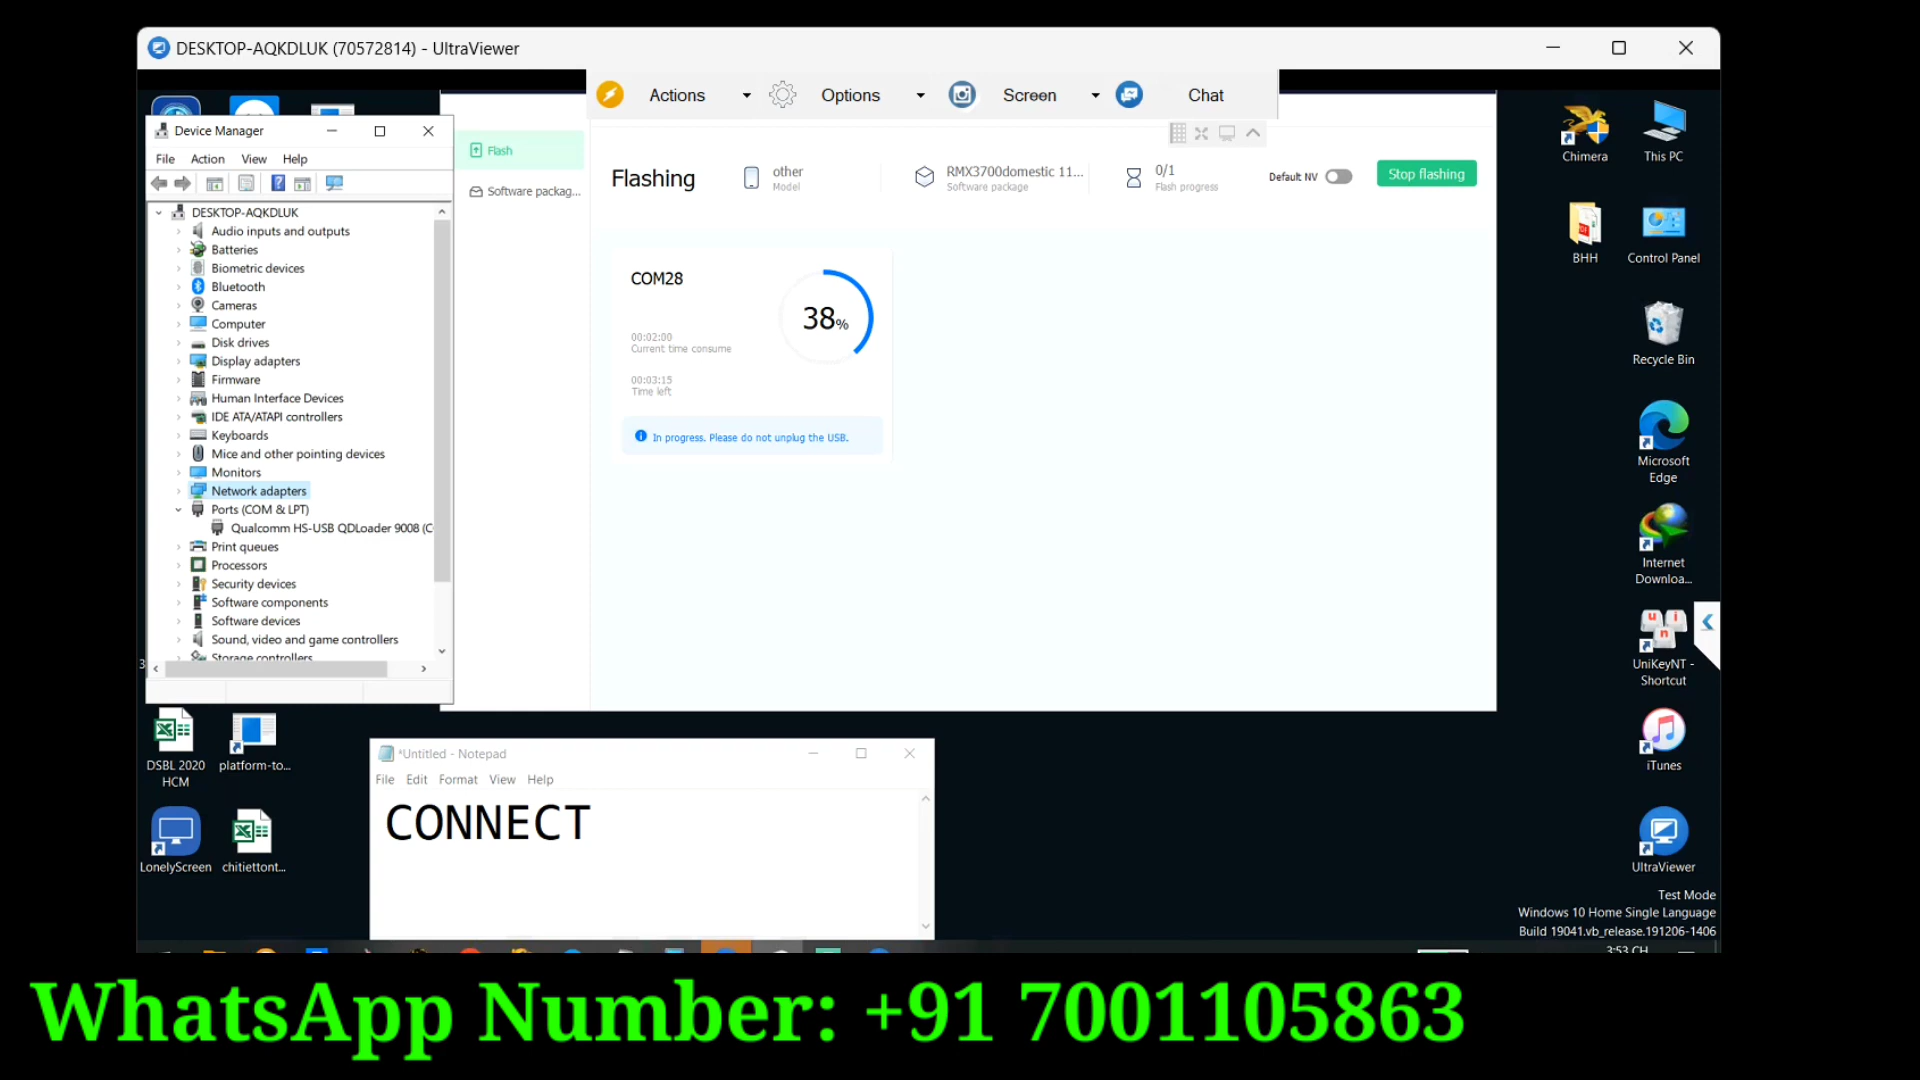 DESKTOP-AQKDLUK (70572814) - UltraViewer
Actions
Options
Screen
Chat
Device Manager
File Action View Help
DESKTOP-AQKDLUK
Audio inputs and outputs
Batteries
Biometric devices
Bluetooth
Cameras
Computer
Disk drives
Display adapters
Firmware
Human Interface Devices
IDE ATA/ATAPI controllers
Keyboards
Mice and other pointing devices
Monitors
Network adapters
Ports (COM & LPT)
Qualcomm HS-USB QDLoader 9008 (C
Print queues
Processors
Security devices
Software components
Software devices
Sound, video and game controllers
Storage controllers
Flash
Software packag...
Flashing
other
Model
RMX3700domestic 11...
Software package
0/1
Flash progress
Default NV
Stop flashing
COM28
38%
00:02:00
Current time consume
00:03:15
Time left
In progress. Please do not unplug the USB.
Chimera
This PC
BHH
Control Panel
Recycle Bin
Microsoft
Edge
Internet
Downloa...
UniKeyNT -
Shortcut
iTunes
UltraViewer
DSBL 2020
HCM
platform-to...
LonelyScreen
chitiettont...
*Untitled - Notepad
File Edit Format View Help
CONNECT
Test Mode
Windows 10 Home Single Language
Build 19041.vb_release.191206-1406
3:53 CH
WhatsApp Number: +91 7001105863